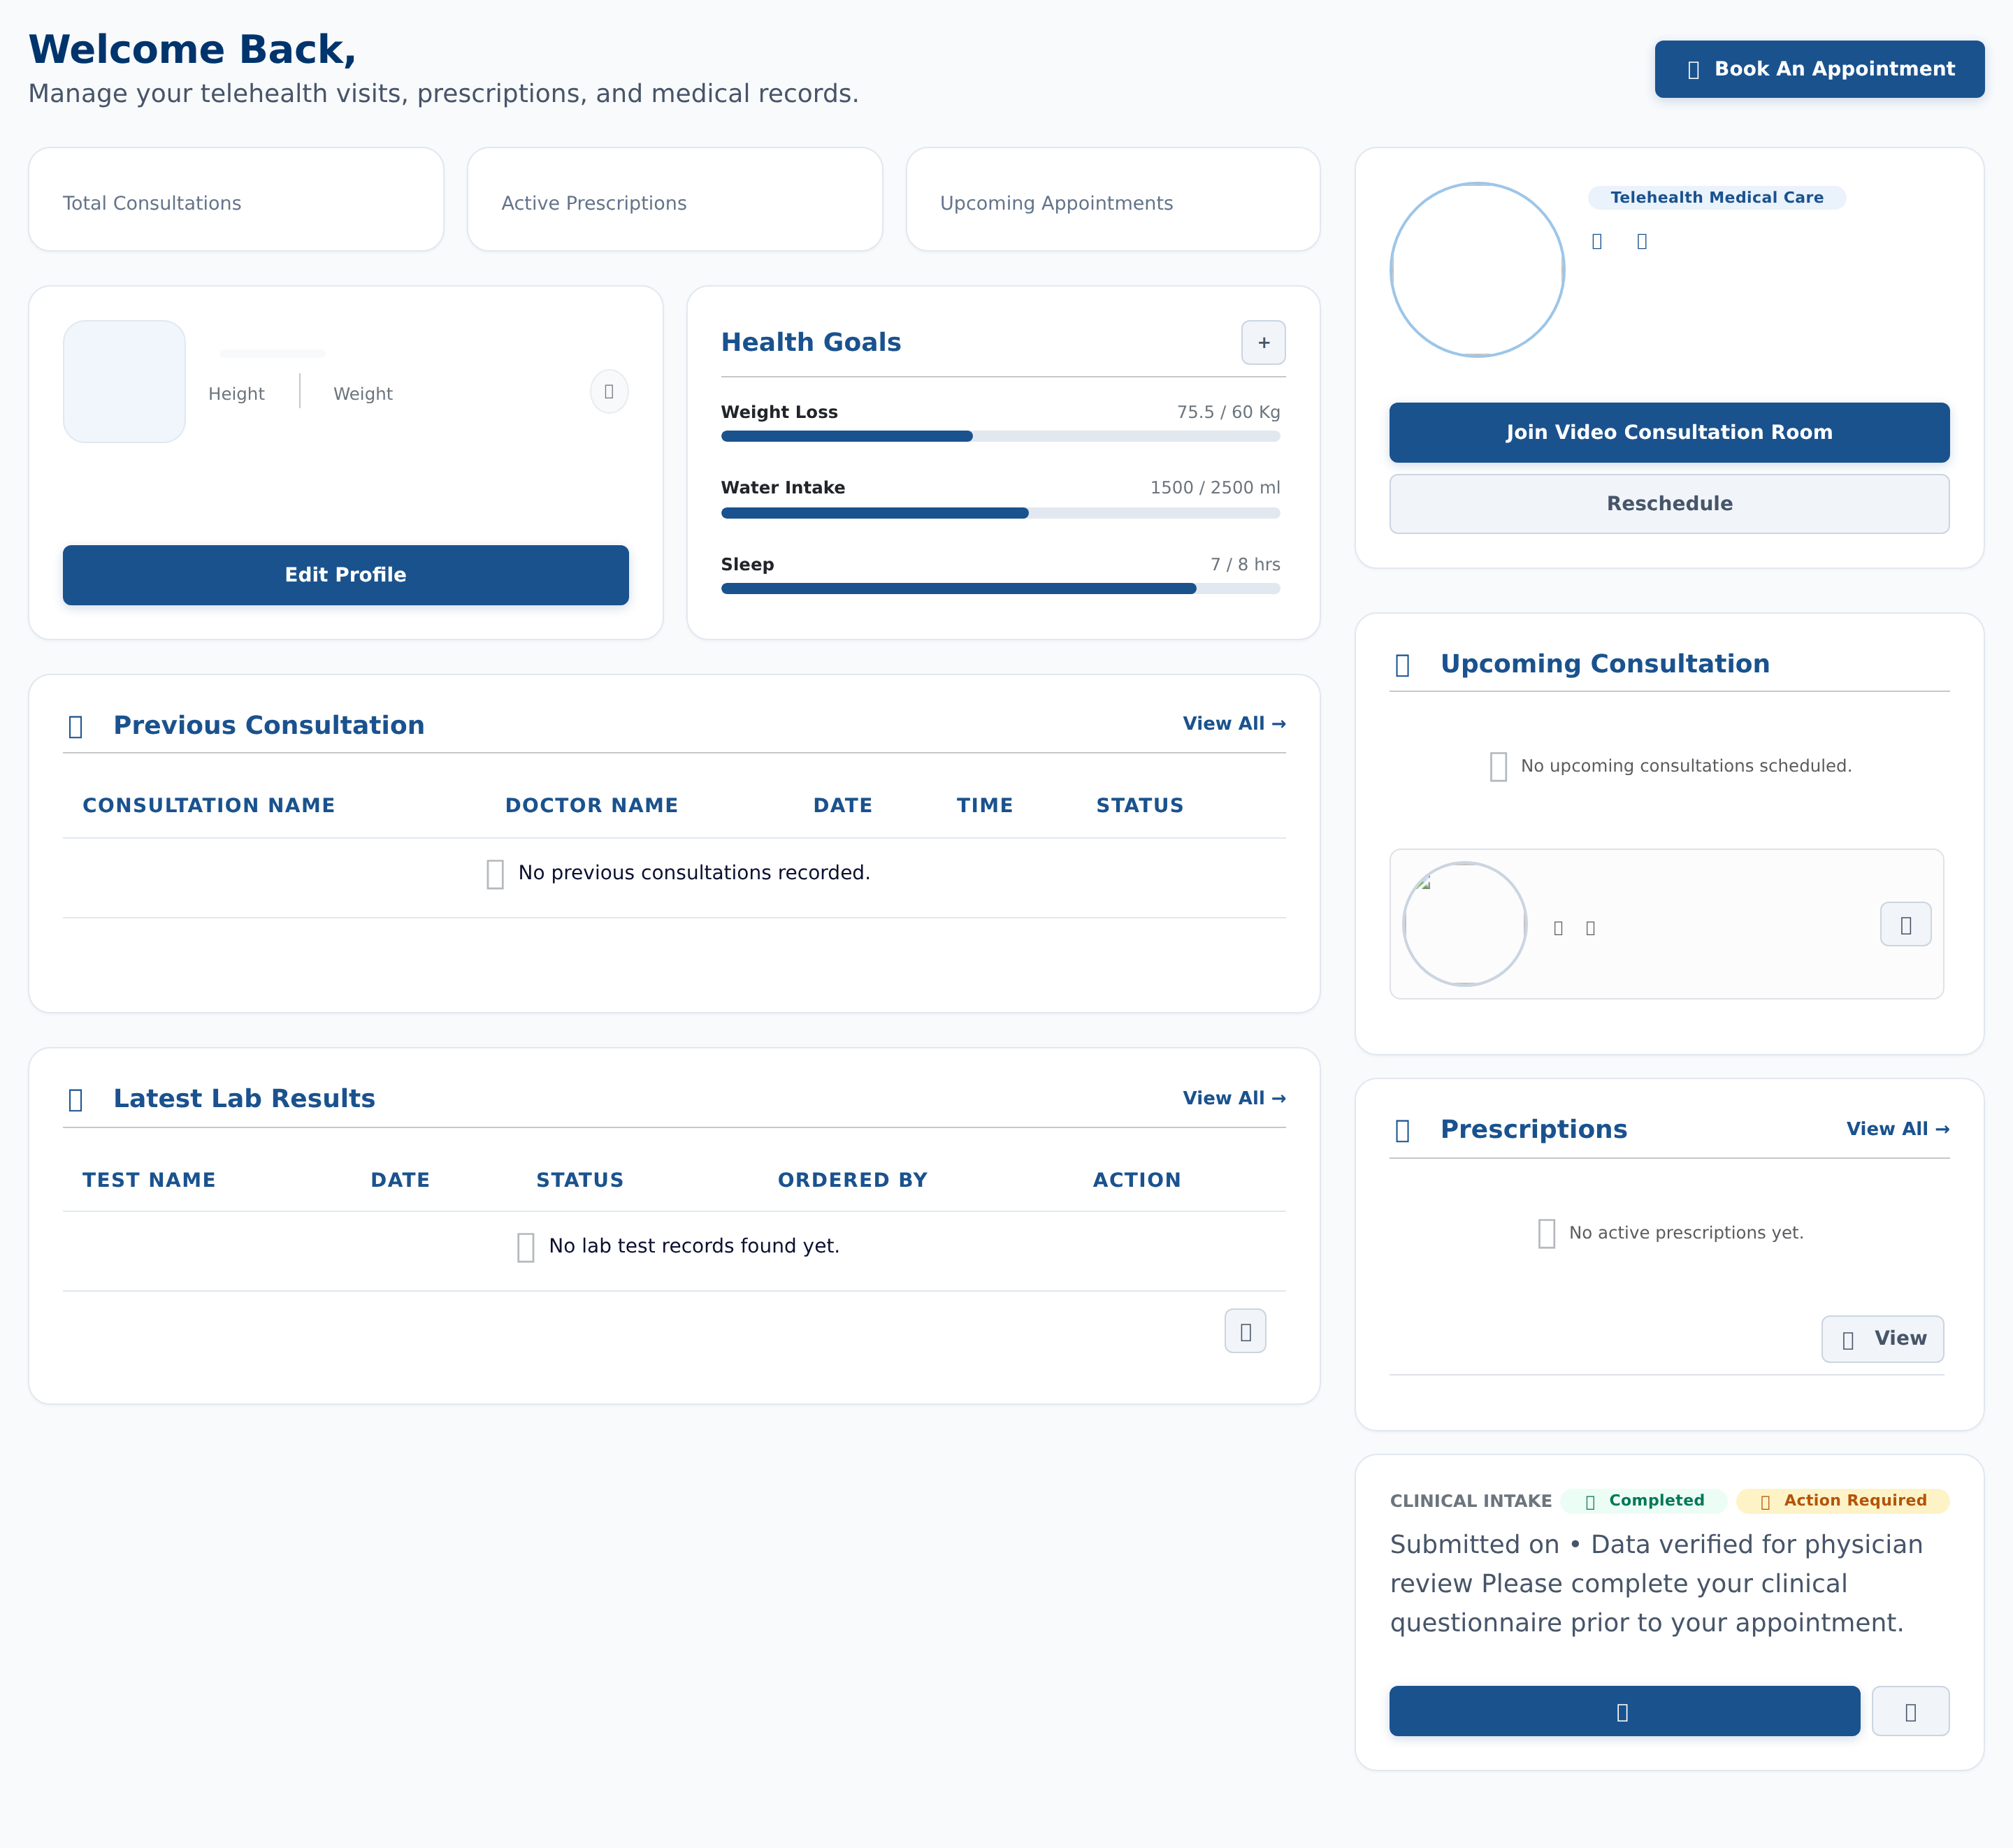 Welcome Back,
Manage your telehealth visits, prescriptions, and medical records.
Book An Appointment
Total Consultations
Active Prescriptions
Upcoming Appointments
Telehealth Medical Care
Height
Weight
Edit Profile
Health Goals
+
Weight Loss
75.5 / 60 Kg
Water Intake
1500 / 2500 ml
Sleep
7 / 8 hrs
Join Video Consultation Room
Reschedule
Previous Consultation
View All →
CONSULTATION NAME DOCTOR NAME DATE TIME STATUS
No previous consultations recorded.
Latest Lab Results
View All →
TEST NAME DATE STATUS ORDERED BY ACTION
No lab test records found yet.
Upcoming Consultation
No upcoming consultations scheduled.
Prescriptions
View All →
No active prescriptions yet.
View
CLINICAL INTAKE Completed Action Required
Submitted on • Data verified for physician
review Please complete your clinical
questionnaire prior to your appointment.